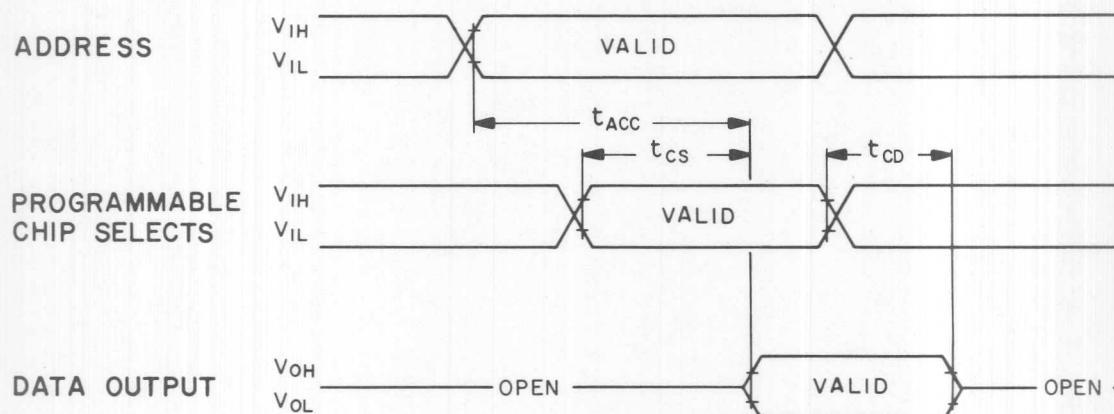 ADDRESS
VIH
VIL
VALID
tACC
tCS
tCD
PROGRAMMABLE
CHIP SELECTS
VIH
VIL
VALID
DATA OUTPUT
VOH
VOL
OPEN
VALID
OPEN